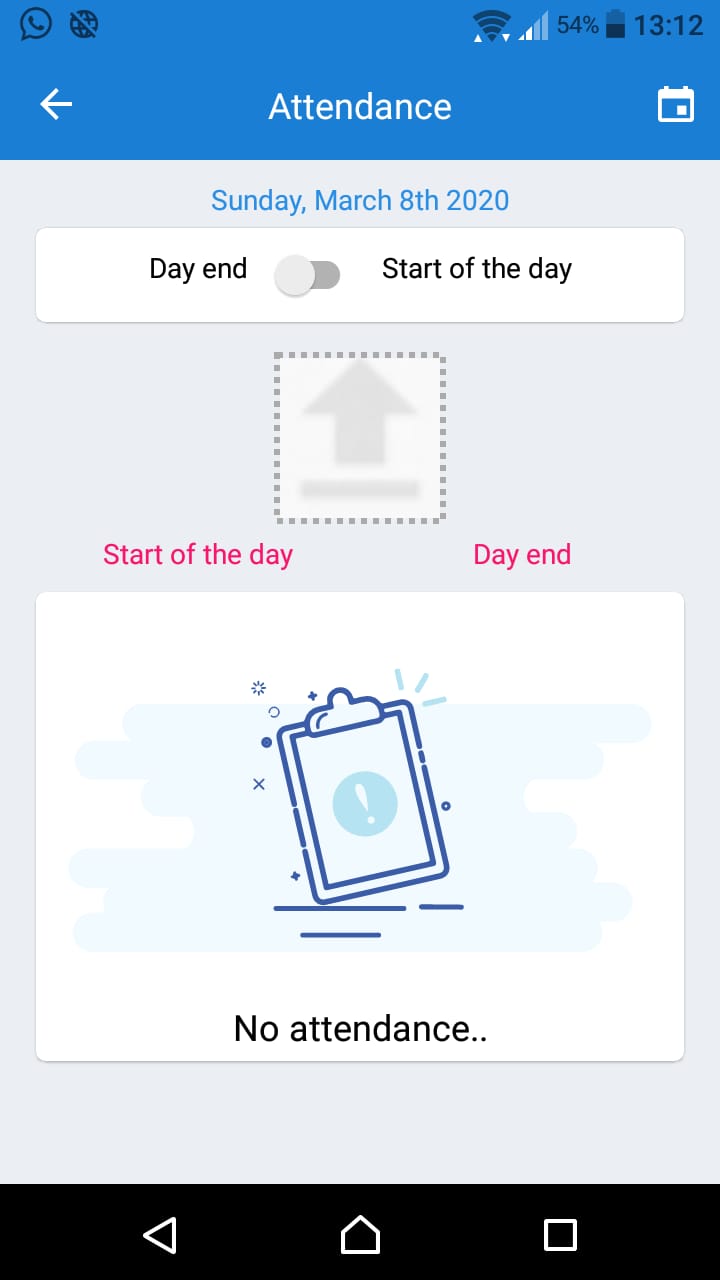 54% 13:12
Attendance
Sunday, March 8th 2020
Day end Start of the day
Start of the day Day end
No attendance..